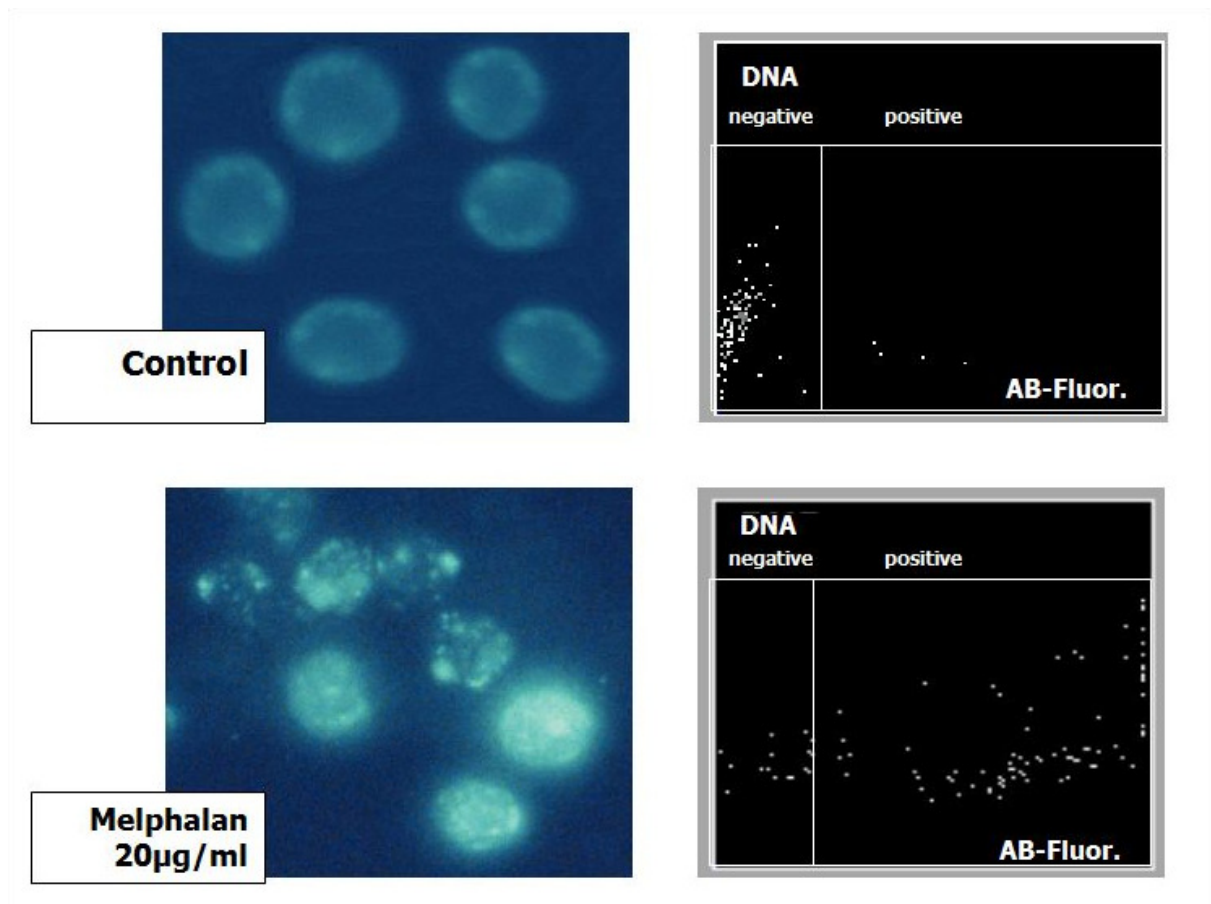 DNA
negative positive
Control
AB-Fluor.
DNA
negative positive
Melphalan
20µg/ml
AB-Fluor.